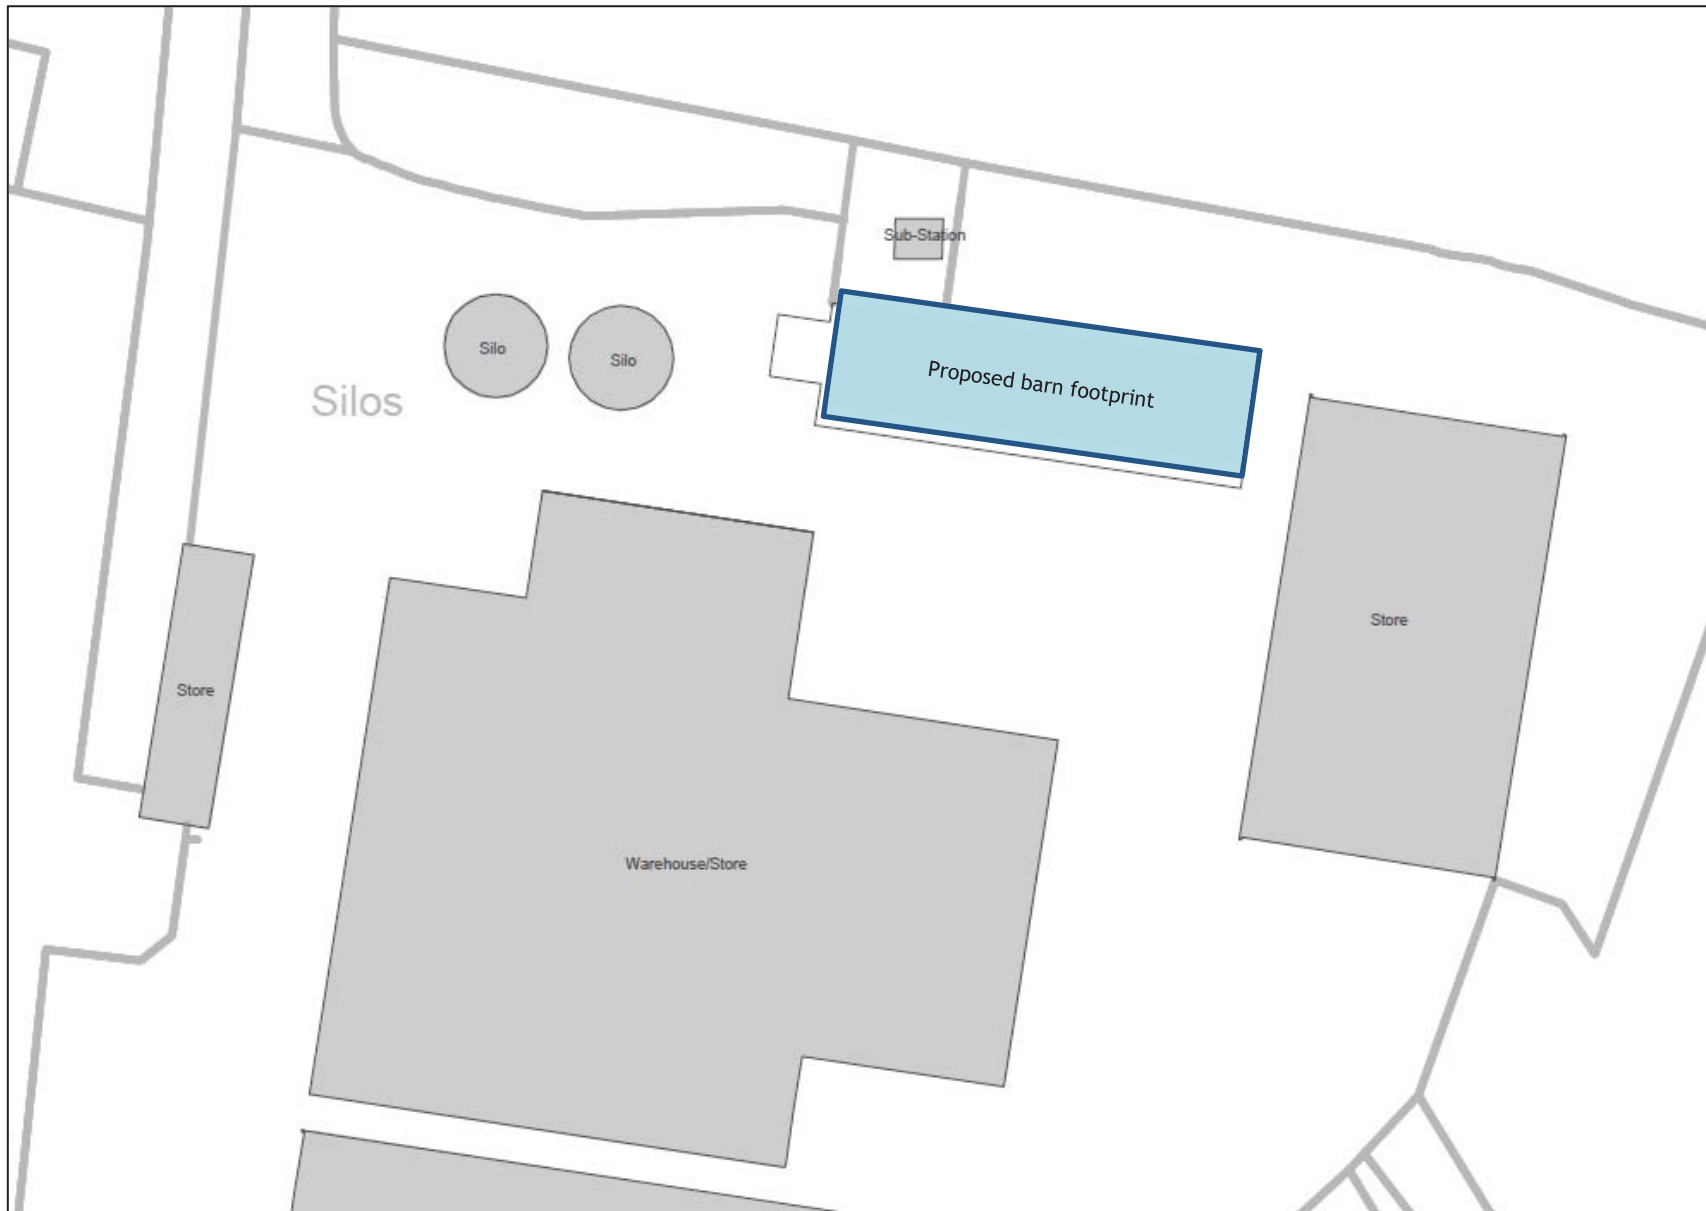 Sub-Station
Silo
Silo
Proposed barn footprint
Silos
Store
Store
Warehouse/Store